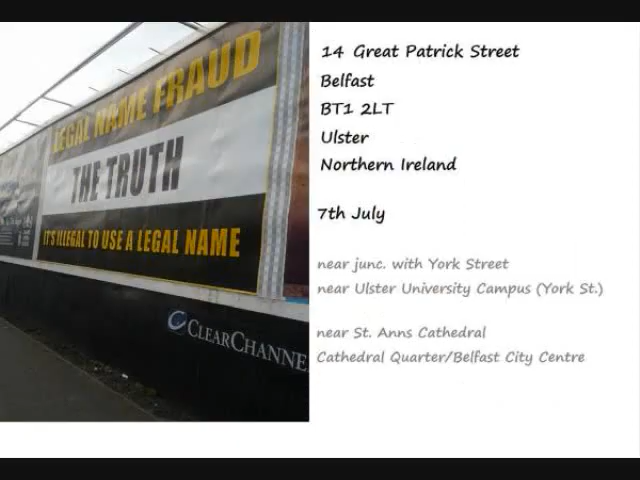 LEGAL NAME FRAUD
THE TRUTH
IT'S ILLEGAL TO USE A LEGAL NAME
CLEARCHANNE
14 Great Patrick Street
Belfast
BT1 2LT
Ulster
Northern Ireland
7th July
near junc. with York Street
near Ulster University Campus (York St.)
near St. Anns Cathedral
Cathedral Quarter/Belfast City Centre